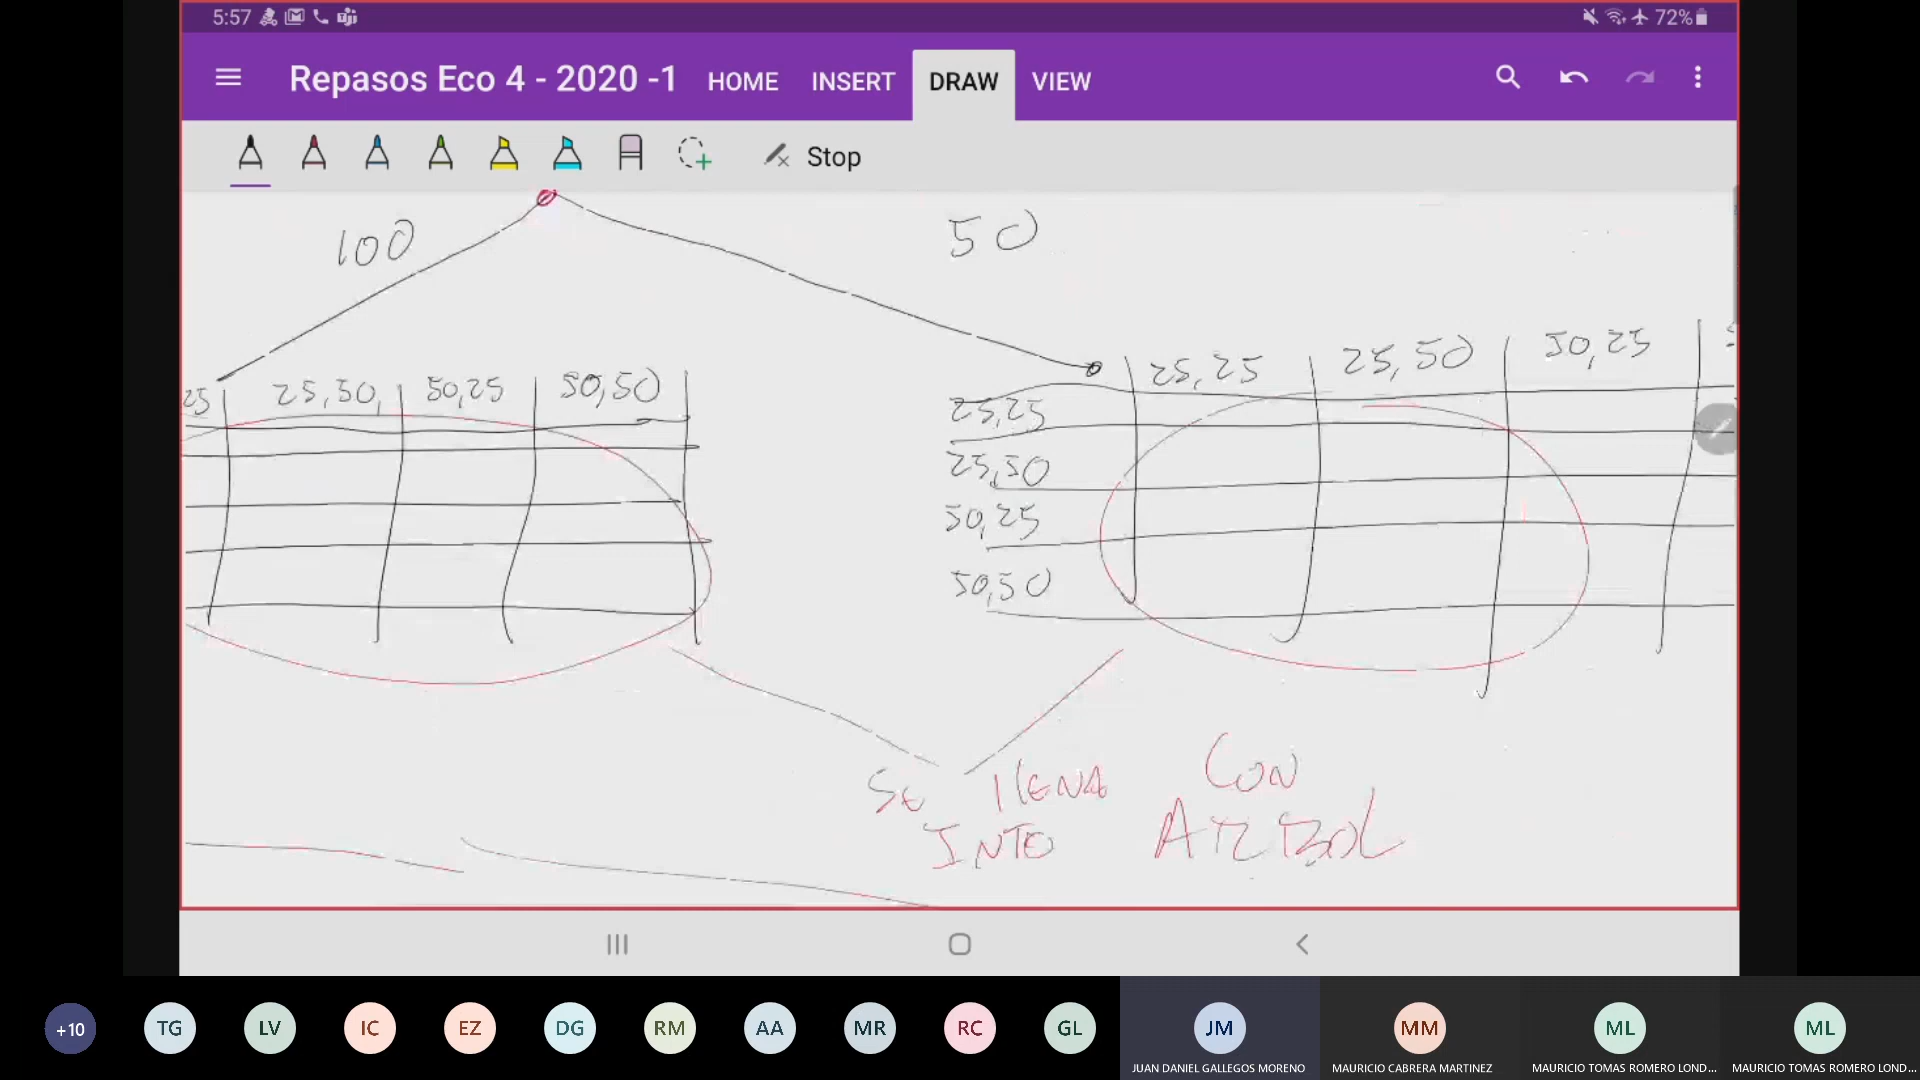 5:57 72%
Repasos Eco 4 - 2020 -1 HOME INSERT DRAW VIEW
Stop
100 50
25 25,50, 50,25 50,50
25,25 25,50 50,25
25,25
25,50
50,25
50,50
SE llENA CON
INTO ARBOL
+10 TG LV IC EZ DG RM AA MR RC GL JM MM ML ML
JUAN DANIEL GALLEGOS MORENO MAURICIO CABRERA MARTINEZ MAURICIO TOMAS ROMERO LOND... MAURICIO TOMAS ROMERO LOND...